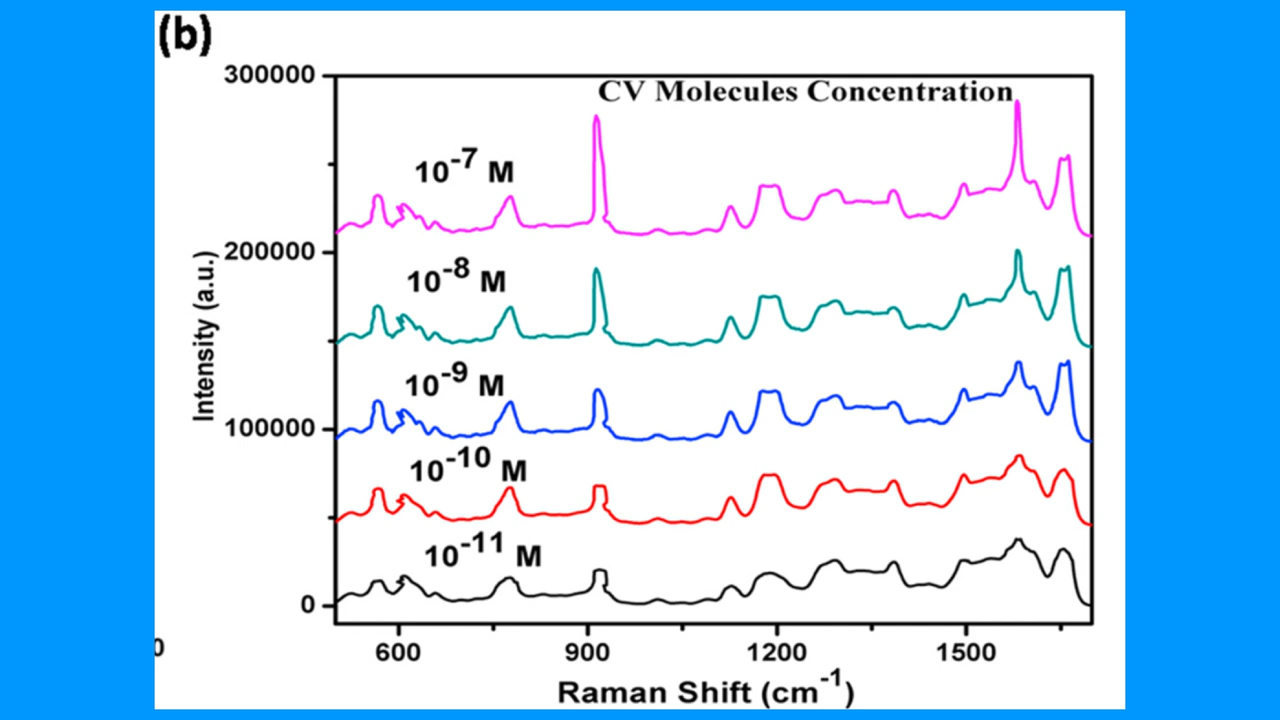 (b)
300000
CV Molecules Concentration
10-7 M
200000
10-8 M
10-9 M
100000
10-10 M
10-11 M
0
Intensity (a.u.)
0
600 900 1200 1500
Raman Shift (cm-1)